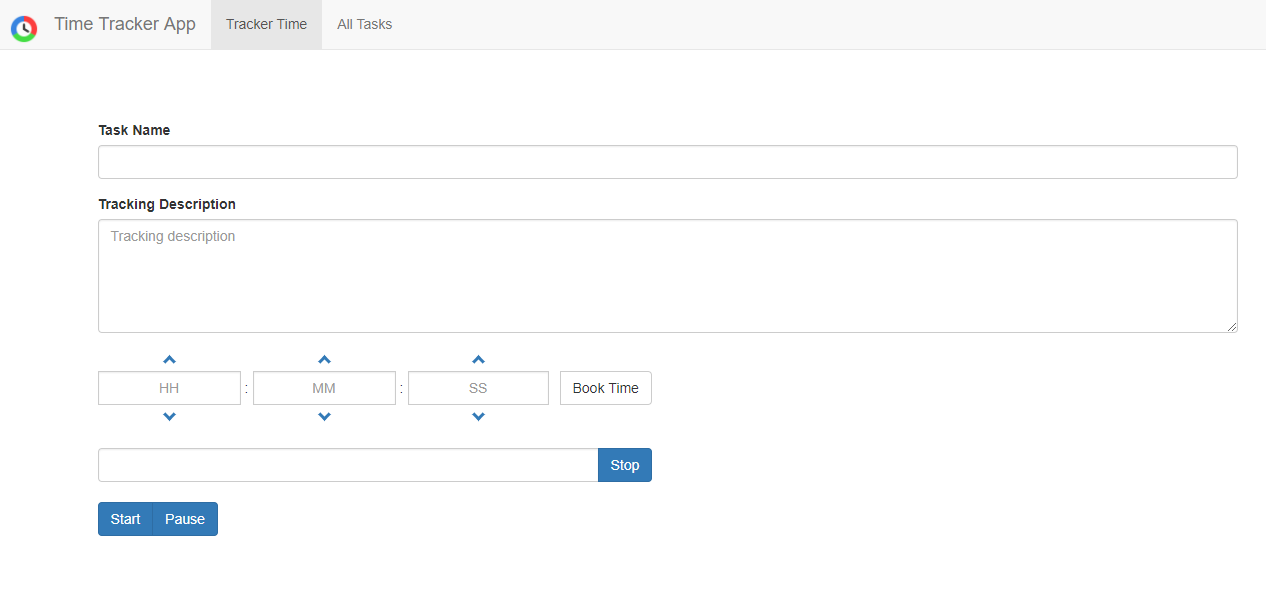 Time Tracker App Tracker Time All Tasks
Task Name
Tracking Description
Tracking description
HH : MM : SS Book Time
Stop
Start Pause